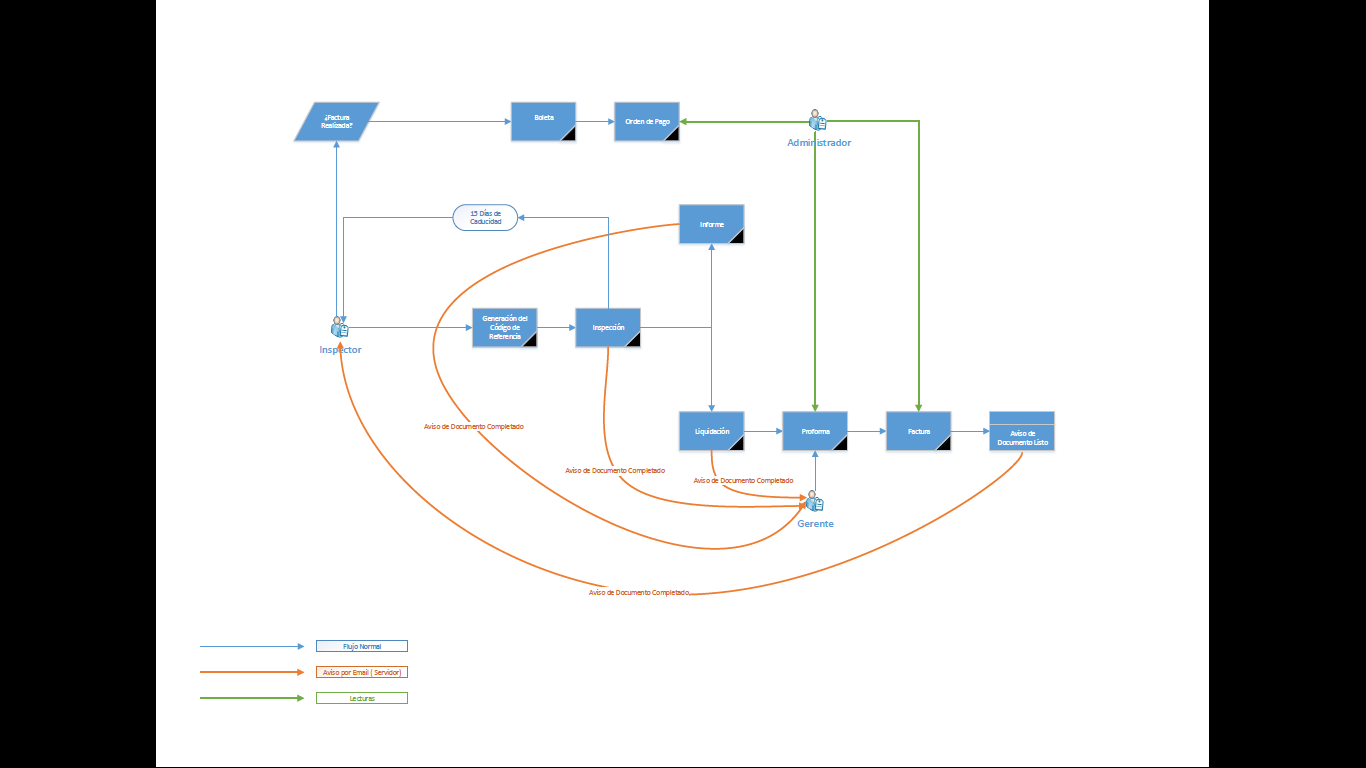 ¿Factura
Realizada?
Boleta
Orden de Pago
Administrador
15 Días de
Caducidad
Informe
Inspector
Generación del
Código de
Referencia
Inspección
Aviso de Documento Completado
Liquidación
Proforma
Factura
Aviso de
Documento Listo
Aviso de Documento Completado
Aviso de Documento Completado
Gerente
Aviso de Documento Completado
Flujo Normal
Aviso por Email ( Servidor)
Lecturas